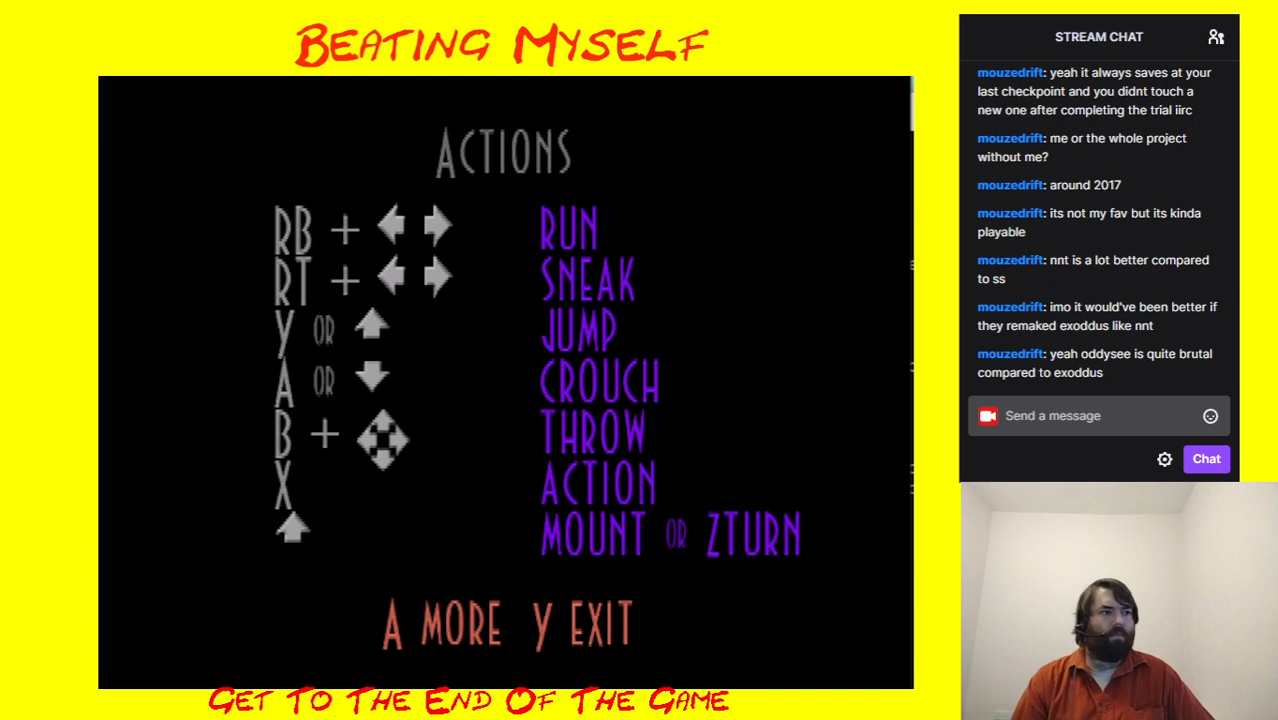 Beating Myself
STREAM CHAT
mouzedrift: yeah it always saves at your
last checkpoint and you didnt touch a
new one after completing the trial iirc
mouzedrift: me or the whole project
without me?
mouzedrift: around 2017
mouzedrift: its not my fav but its kinda
playable
mouzedrift: nnt is a lot better compared
to ss
mouzedrift: imo it would've been better if
they remaked exoddus like nnt
mouzedrift: yeah oddysee is quite brutal
compared to exoddus
Send a message
Chat
ACTIONS
RB + RUN
RT + SNEAK
Y OR JUMP
A OR CROUCH
B + THROW
X ACTION
MOUNT OR ZTURN
A MORE Y EXIT
Get To The End Of The Game